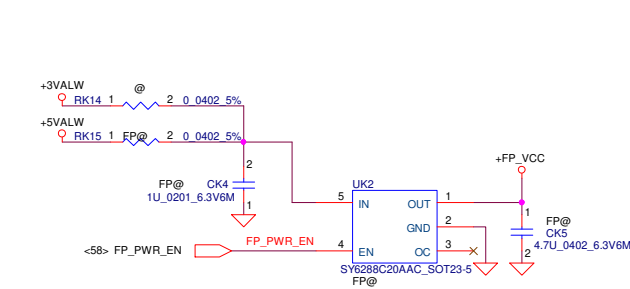 +3VALW
@
RK14 1 2 0_0402_5%
+5VALW
RK15 1 FP@ 2 0_0402_5%
+FP_VCC
2
FP@ CK4
1U_0201_6.3V6M
1
UK2
5 IN OUT 1
1
FP@
GND 2
CK5
4.7U_0402_6.3V6M
FP_PWR_EN
<58> FP_PWR_EN
4 EN OC 3
2
SY6288C20AAC_SOT23-5
FP@